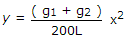 y = ( g1 + g2 ) / 200L x²